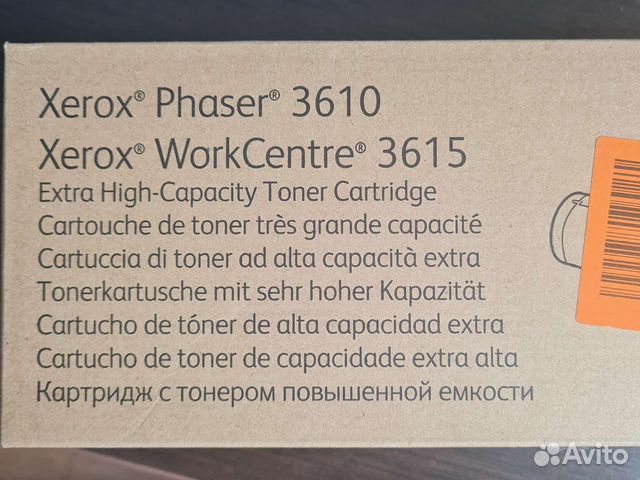 Xerox® Phaser® 3610
Xerox® WorkCentre® 3615
Extra High-Capacity Toner Cartridge
Cartouche de toner très grande capacité
Cartuccia di toner ad alta capacità extra
Tonerkartusche mit sehr hoher Kapazität
Cartucho de tóner de alta capacidad extra
Cartucho de toner de capacidade extra alta
Картридж с тонером повышенной емкости
Avito